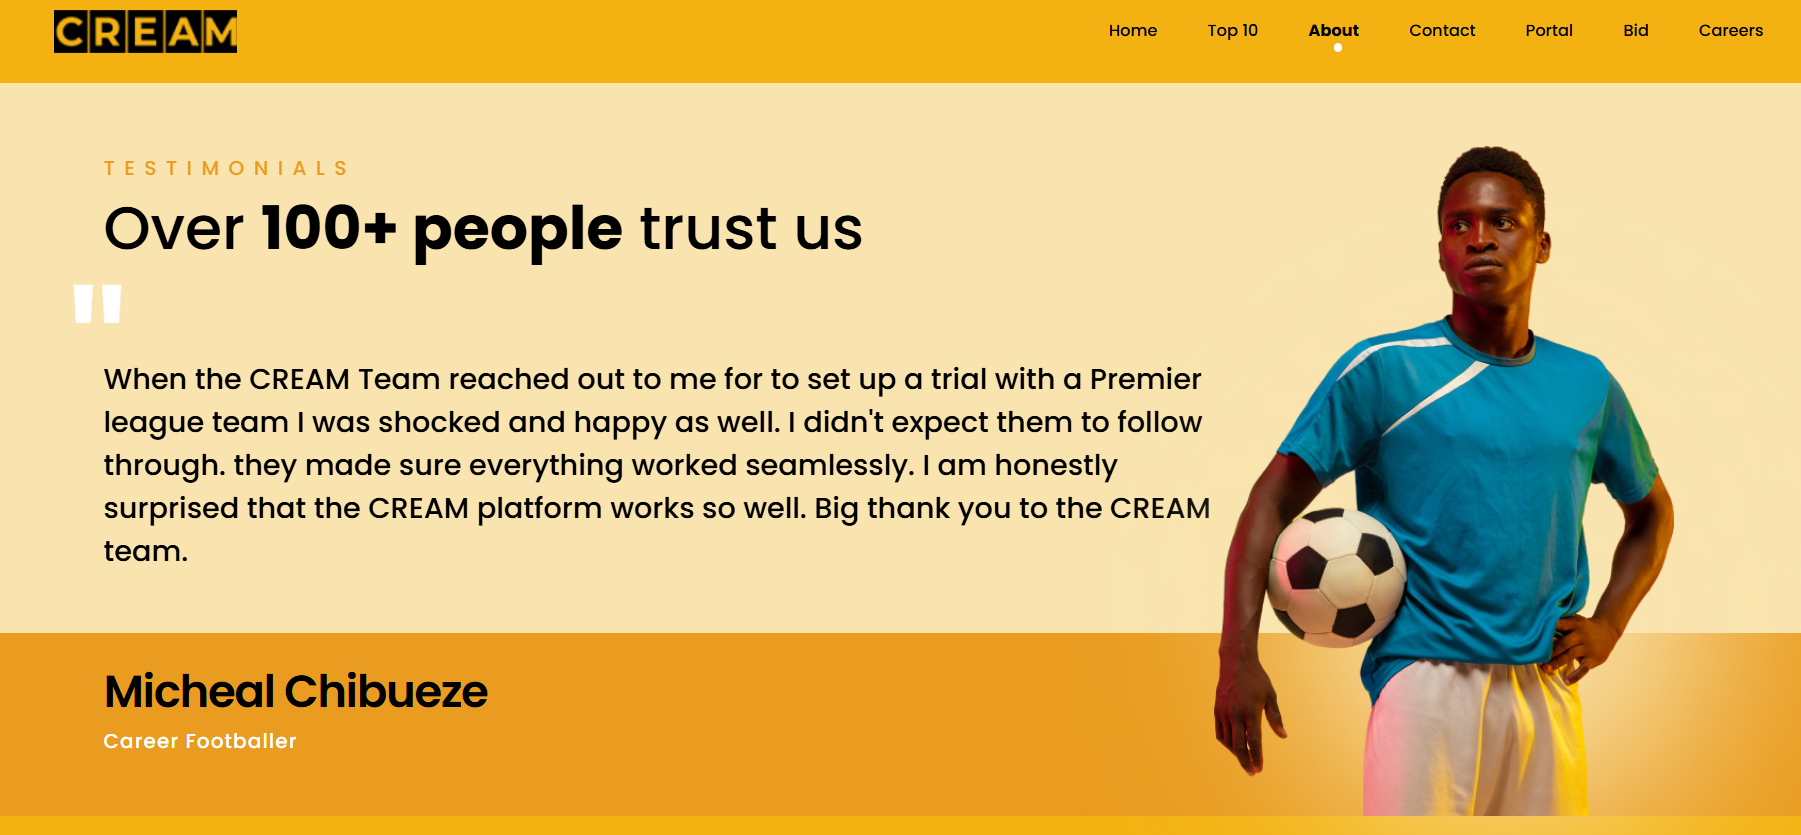 CREAM
Home Top 10 About Contact Portal Bid Careers
TESTIMONIALS
Over 100+ people trust us
"
When the CREAM Team reached out to me for to set up a trial with a Premier
league team I was shocked and happy as well. I didn't expect them to follow
through. they made sure everything worked seamlessly. I am honestly
surprised that the CREAM platform works so well. Big thank you to the CREAM
team.
Micheal Chibueze
Career Footballer